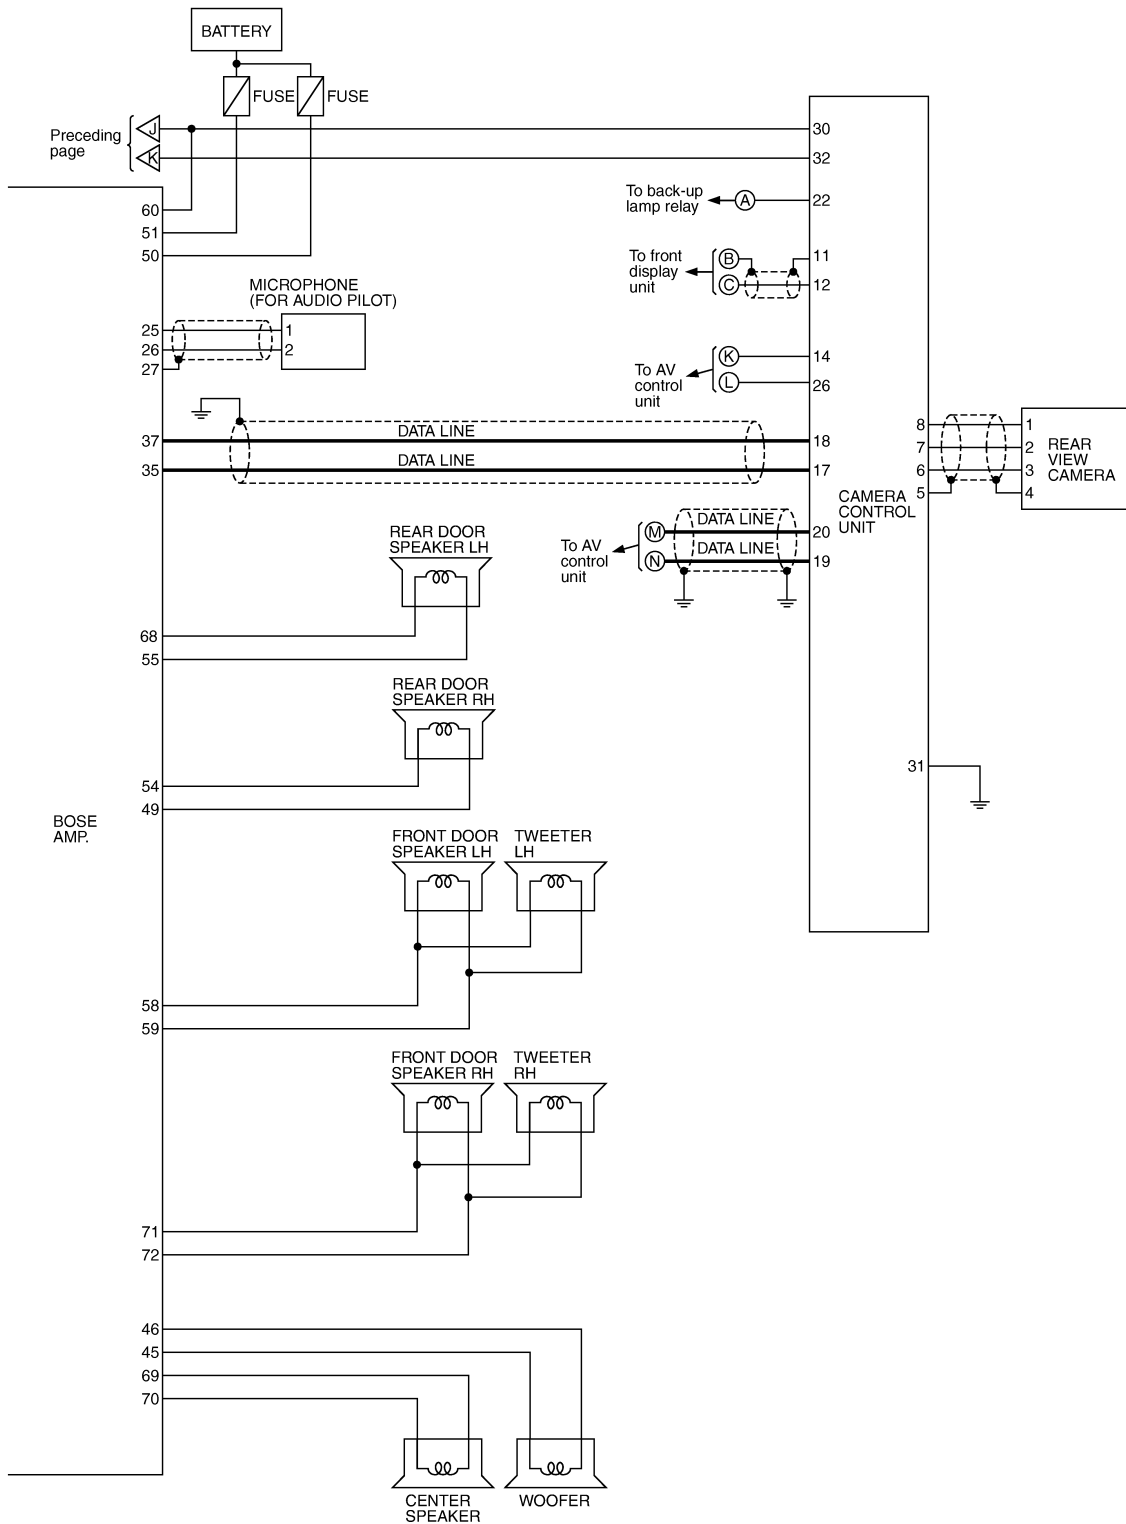 BATTERY
FUSE
FUSE
Preceding
page
J
K
30
32
60
51
50
To back-up
lamp relay
A
22
To front
display
unit
B
C
11
12
MICROPHONE
(FOR AUDIO PILOT)
25
26
27
1
2
To AV
control
unit
K
L
14
26
37
35
DATA LINE
DATA LINE
18
17
8
7
6
5
1
2
3
4
REAR
VIEW
CAMERA
CAMERA
CONTROL
UNIT
To AV
control
unit
M
N
DATA LINE
DATA LINE
20
19
REAR DOOR
SPEAKER LH
68
55
REAR DOOR
SPEAKER RH
54
49
31
BOSE
AMP.
FRONT DOOR
SPEAKER LH
TWEETER
LH
58
59
FRONT DOOR
SPEAKER RH
TWEETER
RH
71
72
46
45
69
70
CENTER
SPEAKER
WOOFER